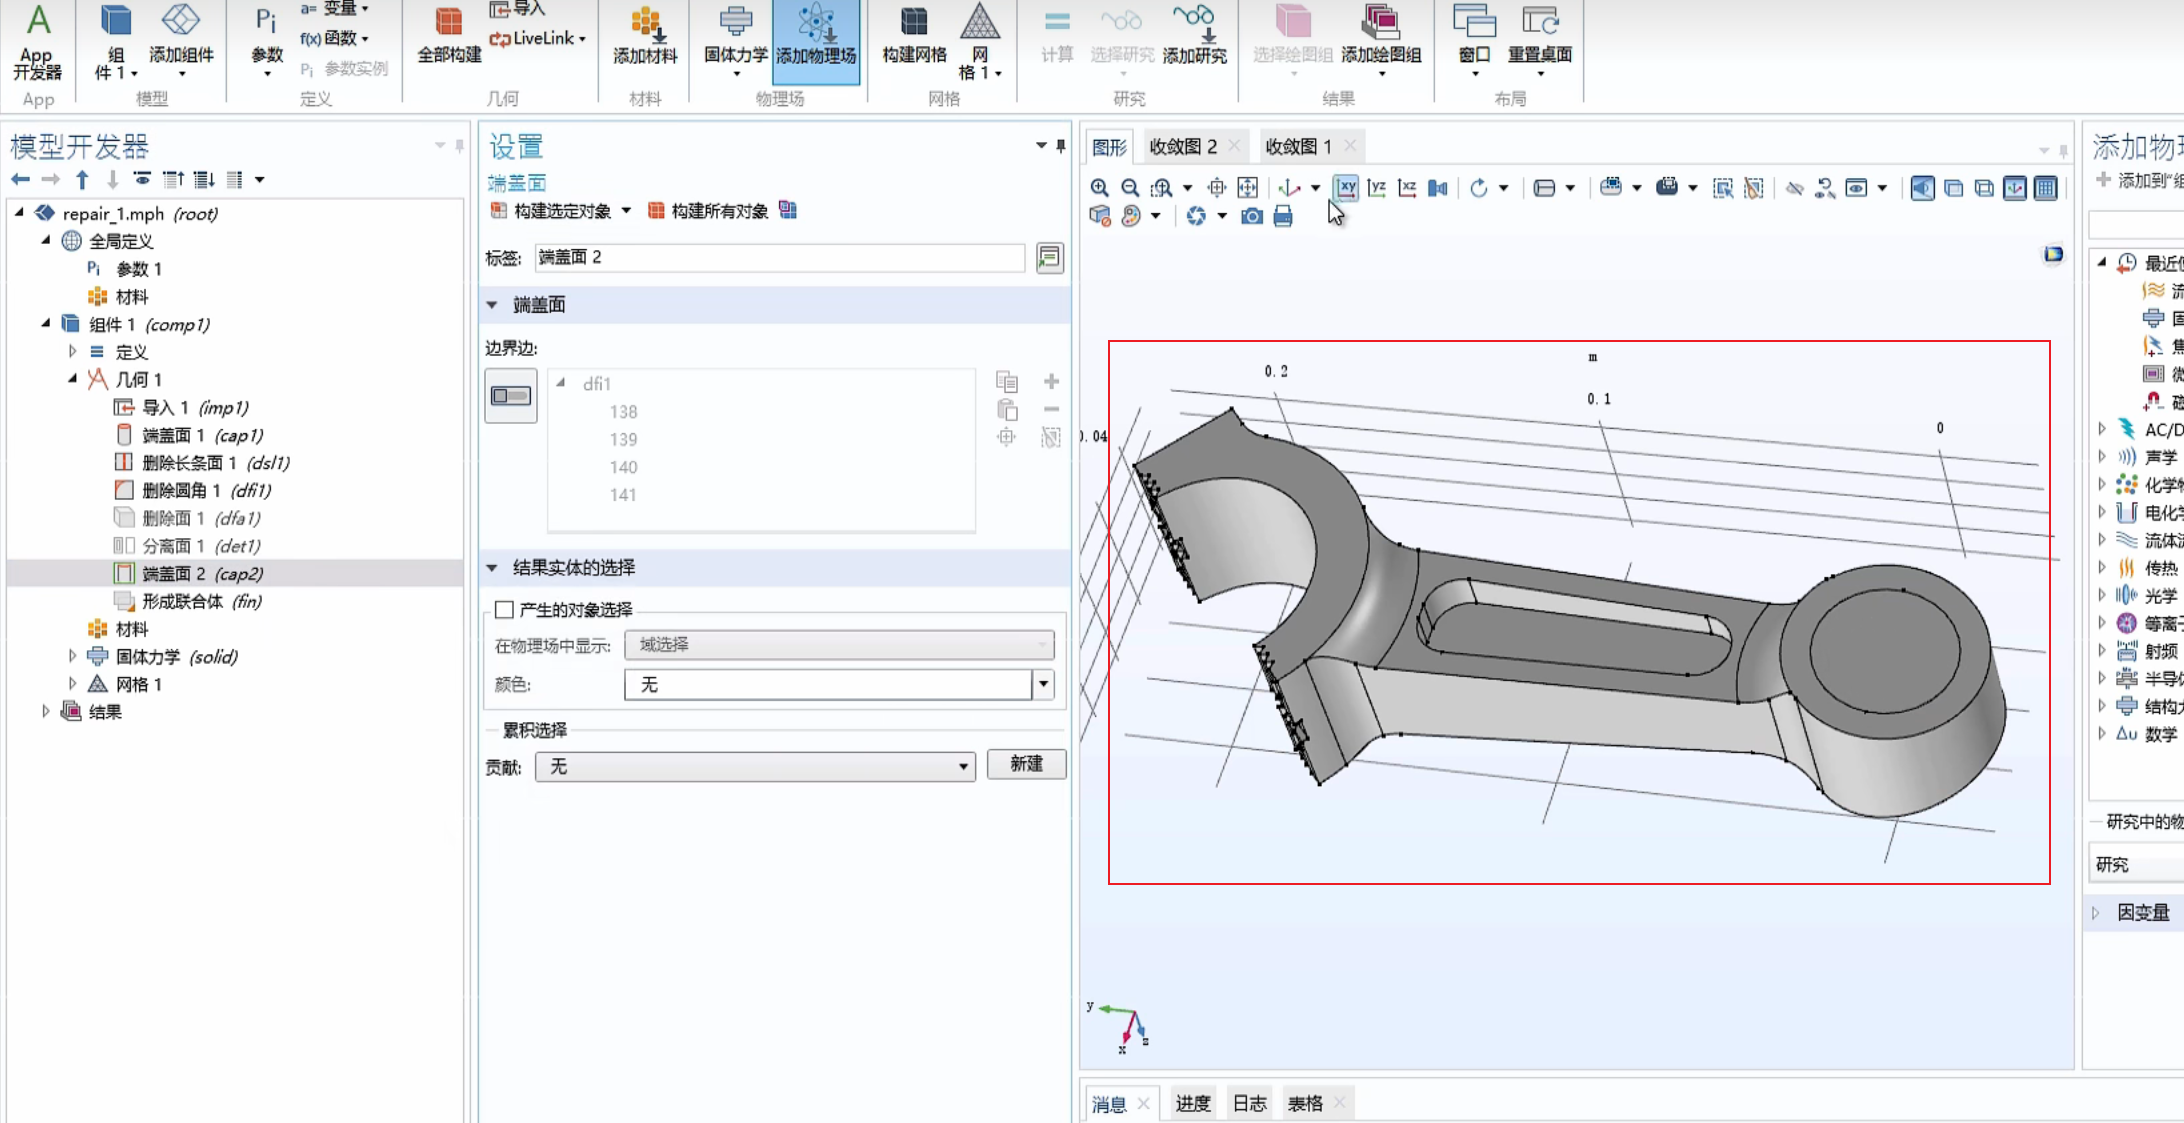 App
开发器
App
组
件 1
添加组件
模型
Pi
参数
a= 变量
f(x) 函数
Pi 参数实例
定义
全部构建
导入
LiveLink
几何
添加材料
材料
固体力学
添加物理场
物理场
构建网格
网
格 1
网格
计算
选择研究
添加研究
研究
选择绘图组
添加绘图组
结果
窗口
重置桌面
布局
模型开发器
repair_1.mph (root)
全局定义
Pi 参数 1
材料
组件 1 (comp1)
定义
几何 1
导入 1 (imp1)
端盖面 1 (cap1)
删除长条面 1 (dsl1)
删除圆角 1 (dfi1)
删除面 1 (dfa1)
分离面 1 (det1)
端盖面 2 (cap2)
形成联合体 (fin)
材料
固体力学 (solid)
网格 1
结果
设置
端盖面
构建选定对象
构建所有对象
标签: 端盖面 2
端盖面
边界边:
dfi1
138
139
140
141
结果实体的选择
产生的对象选择
在物理场中显示: 域选择
颜色: 无
累积选择
贡献: 无 新建
图形 收敛图 2 收敛图 1
xy yz xz
m
0.2
0.1
0
0.04
y
x
z
消息 进度 日志 表格
添加物
添加到"组
最近
流
固
焦
微
磁
AC/D
声学
化学
电化学
流体
传热
光学
等离子
射频
半导体
结构
Δu 数学
研究中的物
研究
因变量